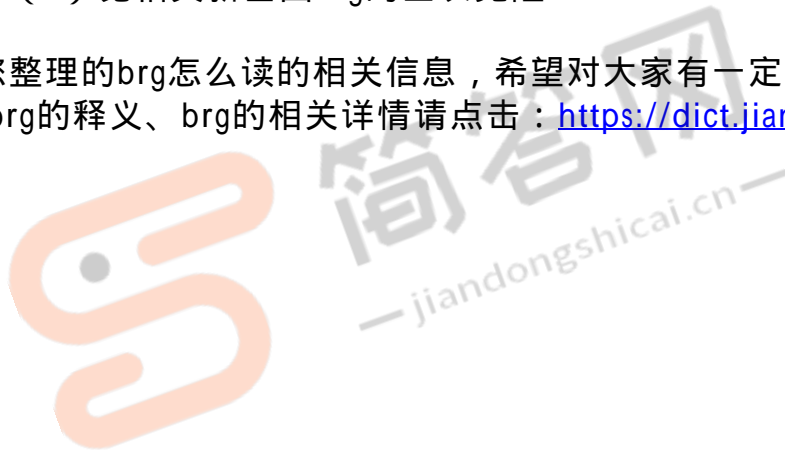 整理的brg怎么读的相关信息，希望对大家有一定
brg的释义、brg的相关详情请点击：https://dict.jian
简答网
jiandongshicai.cn